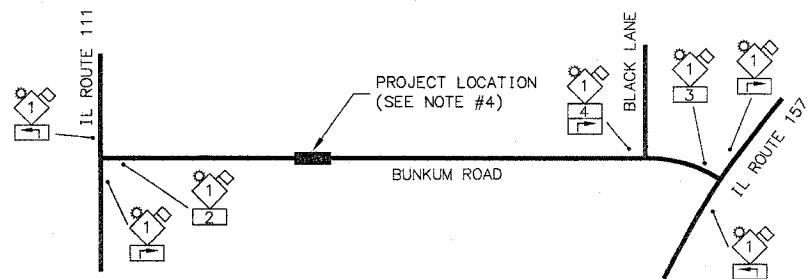 IL ROUTE 111
1
1
1
2
PROJECT LOCATION
(SEE NOTE #4)
BUNKUM ROAD
1
4
BLACK LANE
1
3
1
IL ROUTE 157
1